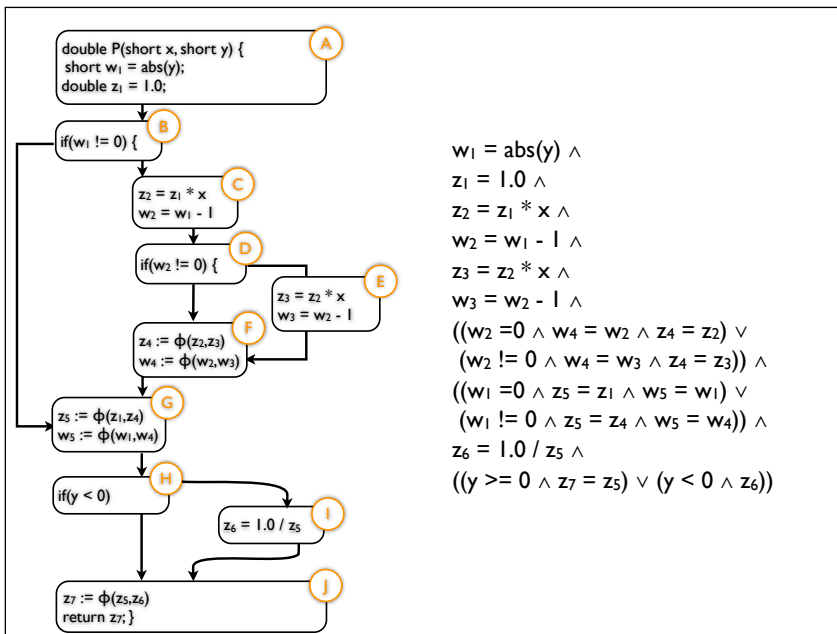 A
double P(short x, short y) {
short w₁ = abs(y);
double z₁ = 1.0;
B
if(w₁ != 0) {
C
z₂ = z₁ * x
w₂ = w₁ - 1
D
if(w₂ != 0) {
E
z₃ = z₂ * x
w₃ = w₂ - 1
F
z₄ := ϕ(z₂,z₃)
w₄ := ϕ(w₂,w₃)
G
z₅ := ϕ(z₁,z₄)
w₅ := ϕ(w₁,w₄)
H
if(y < 0)
I
z₆ = 1.0 / z₅
J
z₇ := ϕ(z₅,z₆)
return z₇; }
w₁ = abs(y) ∧
z₁ = 1.0 ∧
z₂ = z₁ * x ∧
w₂ = w₁ - 1 ∧
z₃ = z₂ * x ∧
w₃ = w₂ - 1 ∧
((w₂ =0 ∧ w₄ = w₂ ∧ z₄ = z₂) ∨
(w₂ != 0 ∧ w₄ = w₃ ∧ z₄ = z₃)) ∧
((w₁ =0 ∧ z₅ = z₁ ∧ w₅ = w₁) ∨
(w₁ != 0 ∧ z₅ = z₄ ∧ w₅ = w₄)) ∧
z₆ = 1.0 / z₅ ∧
((y >= 0 ∧ z₇ = z₅) ∨ (y < 0 ∧ z₆))